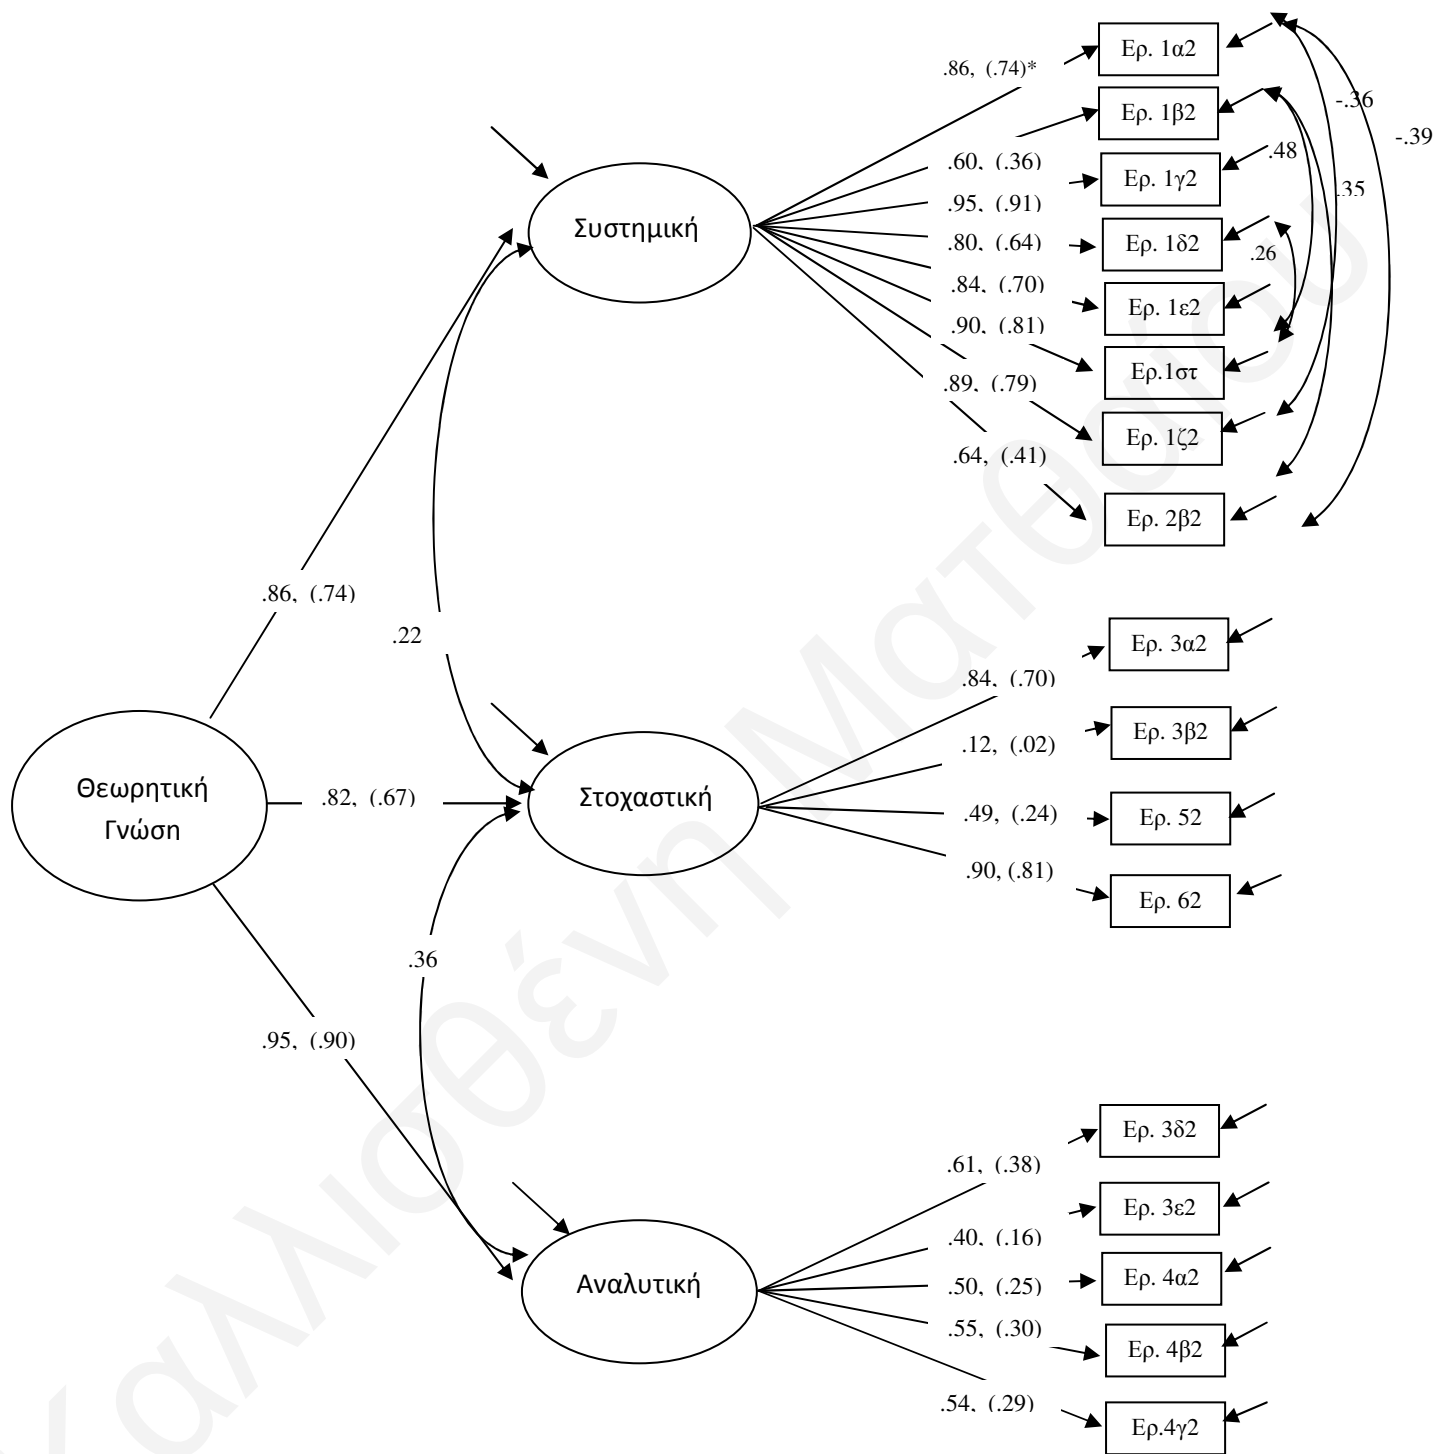 Ερ. 1α2
.86, (.74)*
-.36
Ερ. 1β2
-.39
.48
.60, (.36)
Ερ. 1γ2
.35
.95, (.91)
Συστημική
.80, (.64)
Ερ. 1δ2
.26
.84, (.70)
Ερ. 1ε2
.90, (.81)
Ερ.1στ
.89, (.79)
Ερ. 1ζ2
.64, (.41)
Ερ. 2β2
.86, (.74)
.22
Ερ. 3α2
.84, (.70)
Ερ. 3β2
.12, (.02)
Θεωρητική
Γνώση
.82, (.67)
Στοχαστική
.49, (.24)
Ερ. 52
.90, (.81)
Ερ. 62
.36
.95, (.90)
Ερ. 3δ2
.61, (.38)
Ερ. 3ε2
.40, (.16)
Αναλυτική
.50, (.25)
Ερ. 4α2
.55, (.30)
Ερ. 4β2
.54, (.29)
Ερ.4γ2
Καλλισθένη Ματθαίου